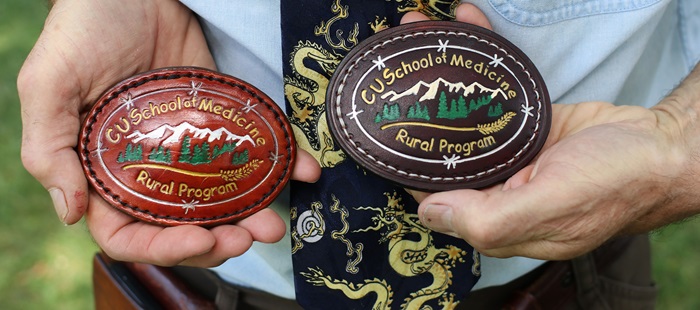 CU School of Medicine
Rural Program
CU School of Medicine
Rural Program